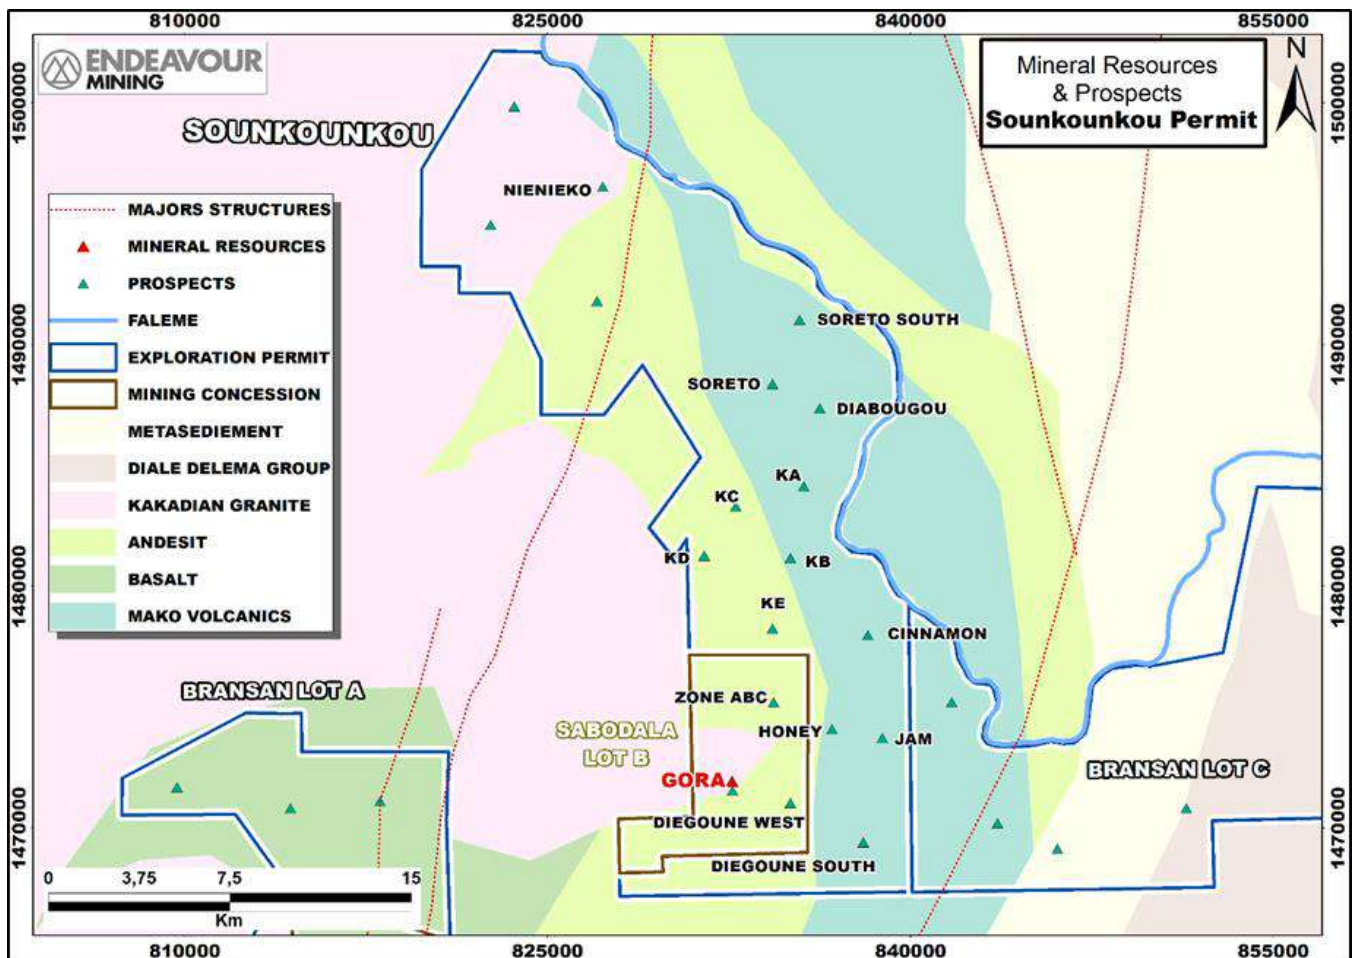 810000
825000
840000
855000
ENDEAVOUR
MINING
Mineral Resources
& Prospects
Sounkounkou Permit
N
1500000
1500000
SOUNKOUNKOU
NIENIEKO
MAJORS STRUCTURES
MINERAL RESOURCES
PROSPECTS
FALEME
EXPLORATION PERMIT
MINING CONCESSION
METASEDIEMENT
DIALE DELEMA GROUP
KAKADIAN GRANITE
ANDESIT
BASALT
MAKO VOLCANICS
1490000
1490000
SORETO SOUTH
SORETO
DIABOUGOU
KA
KC
KD
KB
1480000
1480000
KE
CINNAMON
BRANSAN LOT A
ZONE ABC
SABODALA
LOT B
HONEY
JAM
GORA
BRANSAN LOT C
DIEGOUNE WEST
1470000
1470000
DIEGOUNE SOUTH
0
3,75
7,5
15
Km
810000
825000
840000
855000